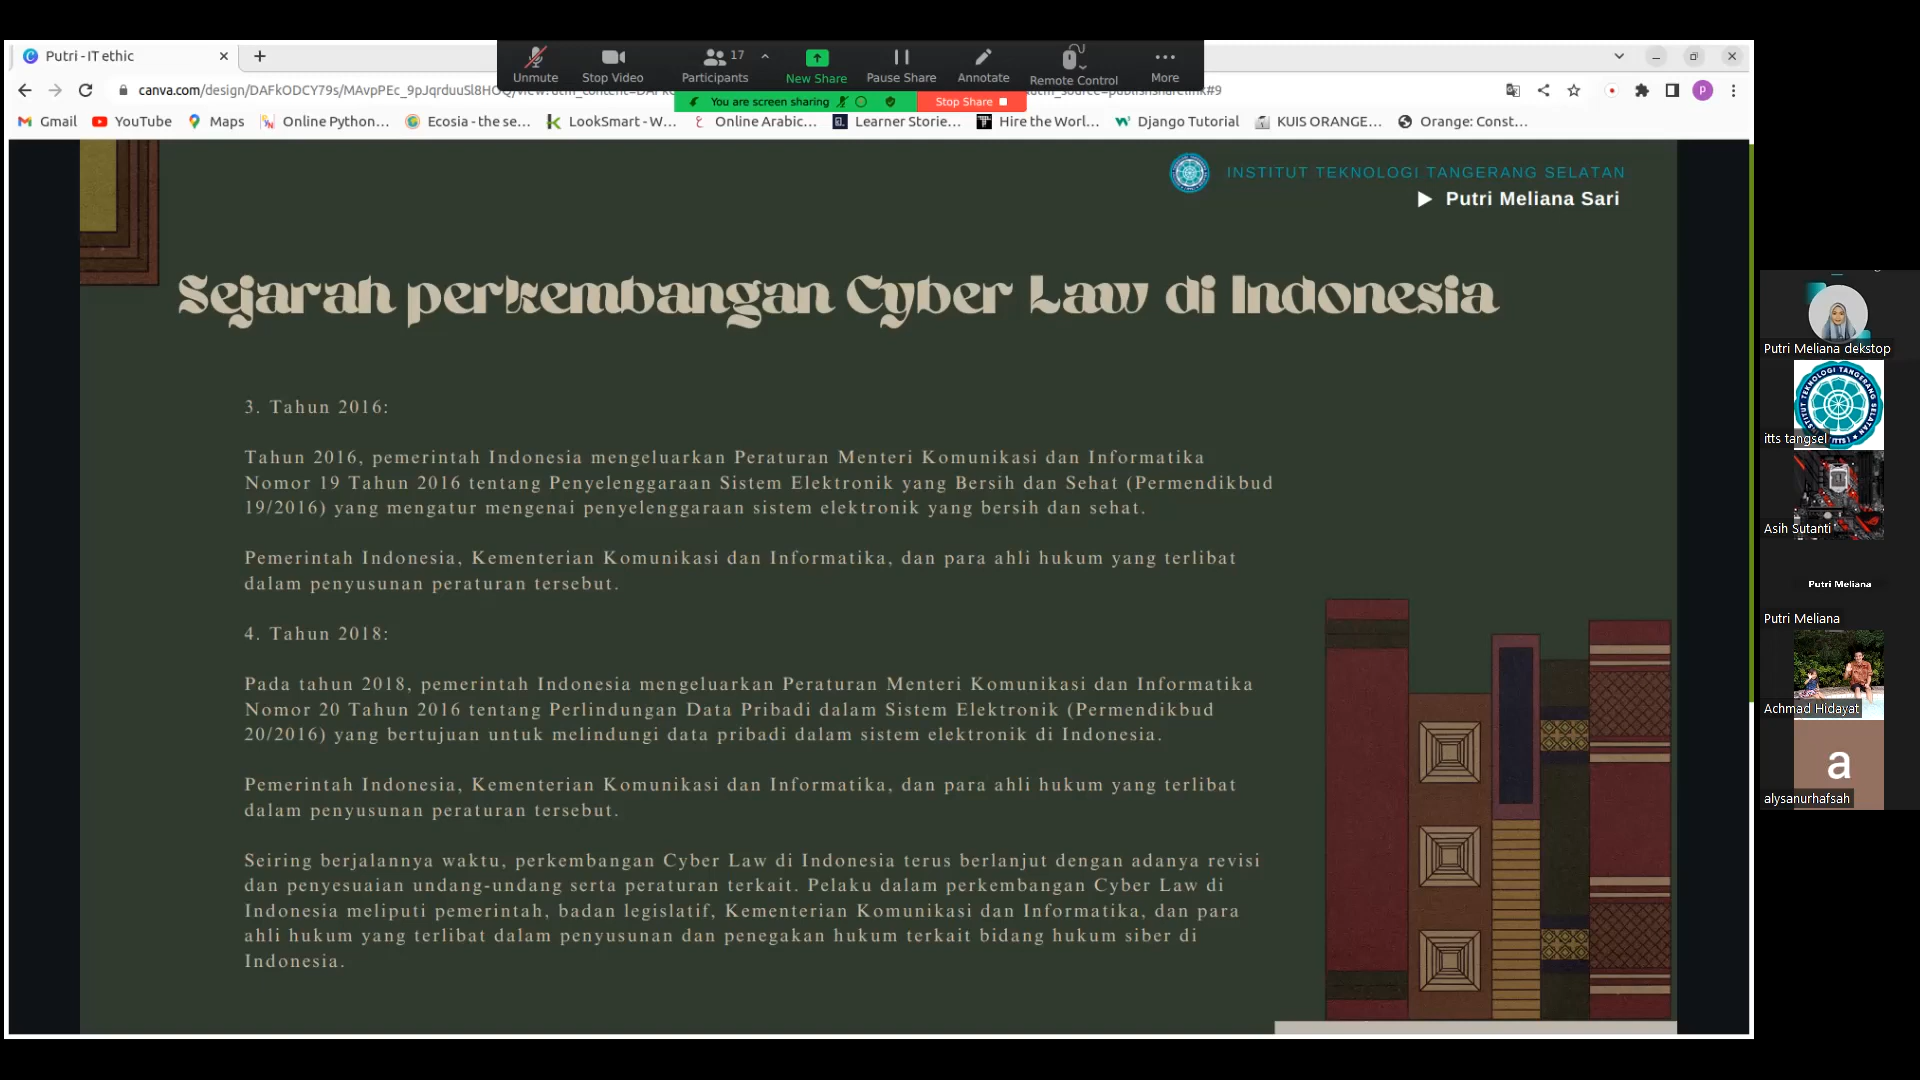 Putri - IT ethic
Unmute
Stop Video
Participants
17
New Share
Pause Share
Annotate
Remote Control
More
You are screen sharing
Stop Share
Gmail
YouTube
Maps
Online Python...
Ecosia - the se...
LookSmart - W...
Online Arabic...
Learner Storie...
Hire the Worl...
Django Tutorial
KUIS ORANGE...
Orange: Const...
INSTITUT TEKNOLOGI TANGERANG SELATAN
Putri Meliana Sari
Sejarah perkembangan Cyber Law di Indonesia
3. Tahun 2016:
Tahun 2016, pemerintah Indonesia mengeluarkan Peraturan Menteri Komunikasi dan Informatika
Nomor 19 Tahun 2016 tentang Penyelenggaraan Sistem Elektronik yang Bersih dan Sehat (Permendikbud
19/2016) yang mengatur mengenai penyelenggaraan sistem elektronik yang bersih dan sehat.
Pemerintah Indonesia, Kementerian Komunikasi dan Informatika, dan para ahli hukum yang terlibat
dalam penyusunan peraturan tersebut.
4. Tahun 2018:
Pada tahun 2018, pemerintah Indonesia mengeluarkan Peraturan Menteri Komunikasi dan Informatika
Nomor 20 Tahun 2016 tentang Perlindungan Data Pribadi dalam Sistem Elektronik (Permendikbud
20/2016) yang bertujuan untuk melindungi data pribadi dalam sistem elektronik di Indonesia.
Pemerintah Indonesia, Kementerian Komunikasi dan Informatika, dan para ahli hukum yang terlibat
dalam penyusunan peraturan tersebut.
Seiring berjalannya waktu, perkembangan Cyber Law di Indonesia terus berlanjut dengan adanya revisi
dan penyesuaian undang-undang serta peraturan terkait. Pelaku dalam perkembangan Cyber Law di
Indonesia meliputi pemerintah, badan legislatif, Kementerian Komunikasi dan Informatika, dan para
ahli hukum yang terlibat dalam penyusunan dan penegakan hukum terkait bidang hukum siber di
Indonesia.
Putri Meliana dekstop
INSTITUT TEKNOLOGI TANGERANG SELATAN
(ITTS)
itts tangsel
Asih Sutanti
Putri Meliana
Putri Meliana
Achmad Hidayat
a
alysanurhafsah